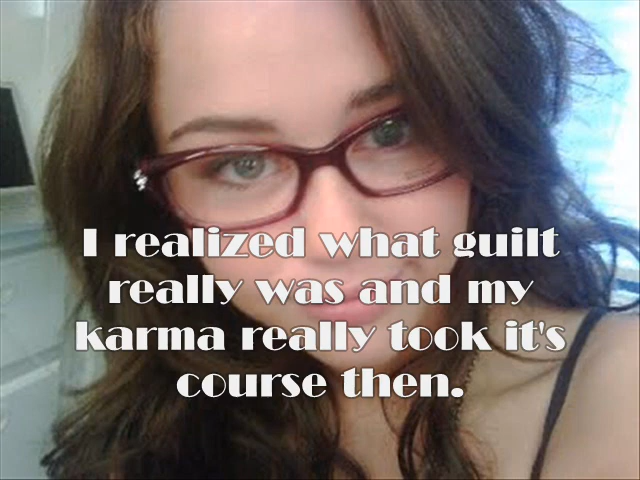 I realized what guilt
really was and my
karma really took it's
course then.